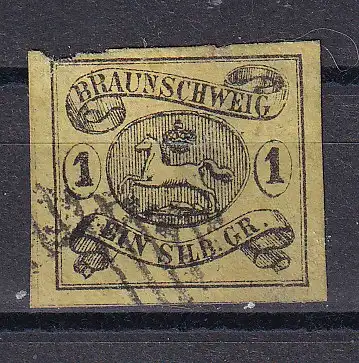 BRAUNSCHWEIG
1 1
EIN SILB. GR.